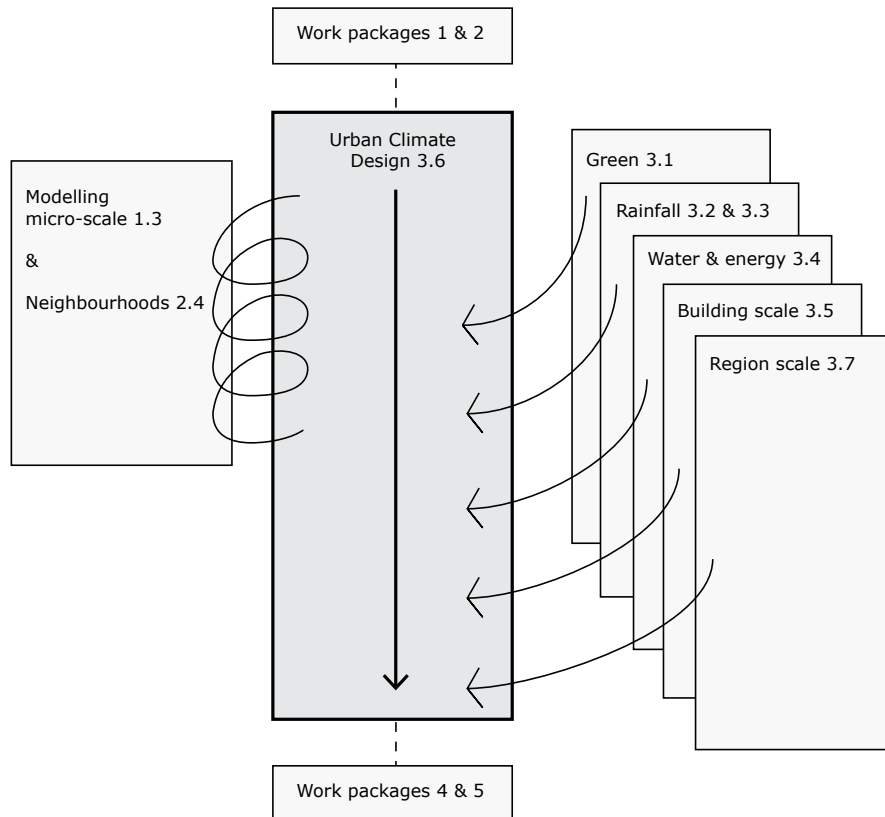 Work packages 1 & 2
Urban Climate
Design 3.6
Modelling
micro-scale 1.3
&
Neighbourhoods 2.4
Green 3.1
Rainfall 3.2 & 3.3
Water & energy 3.4
Building scale 3.5
Region scale 3.7
Work packages 4 & 5